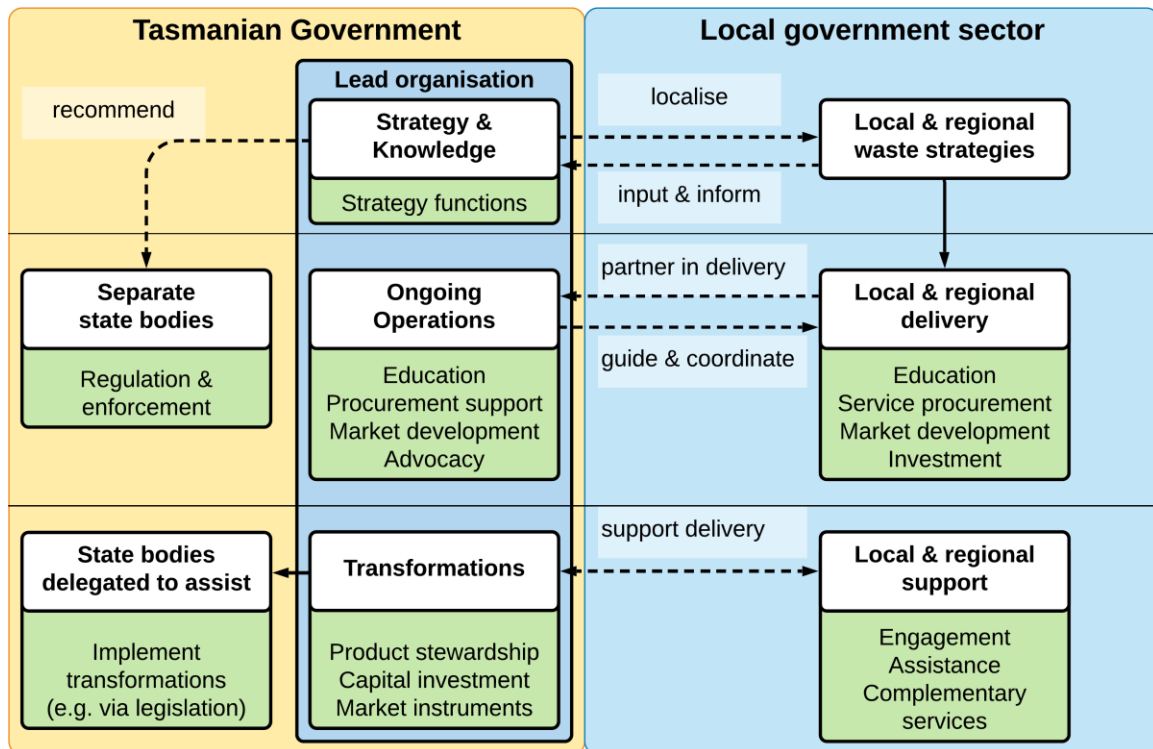 Tasmanian Government
Local government sector
Lead organisation
recommend
Strategy &
Knowledge
Strategy functions
localise
input & inform
Local & regional
waste strategies
Separate
state bodies
Regulation &
enforcement
Ongoing
Operations
Education
Procurement support
Market development
Advocacy
partner in delivery
guide & coordinate
Local & regional
delivery
Education
Service procurement
Market development
Investment
State bodies
delegated to assist
Implement
transformations
(e.g. via legislation)
Transformations
Product stewardship
Capital investment
Market instruments
support delivery
Local & regional
support
Engagement
Assistance
Complementary
services